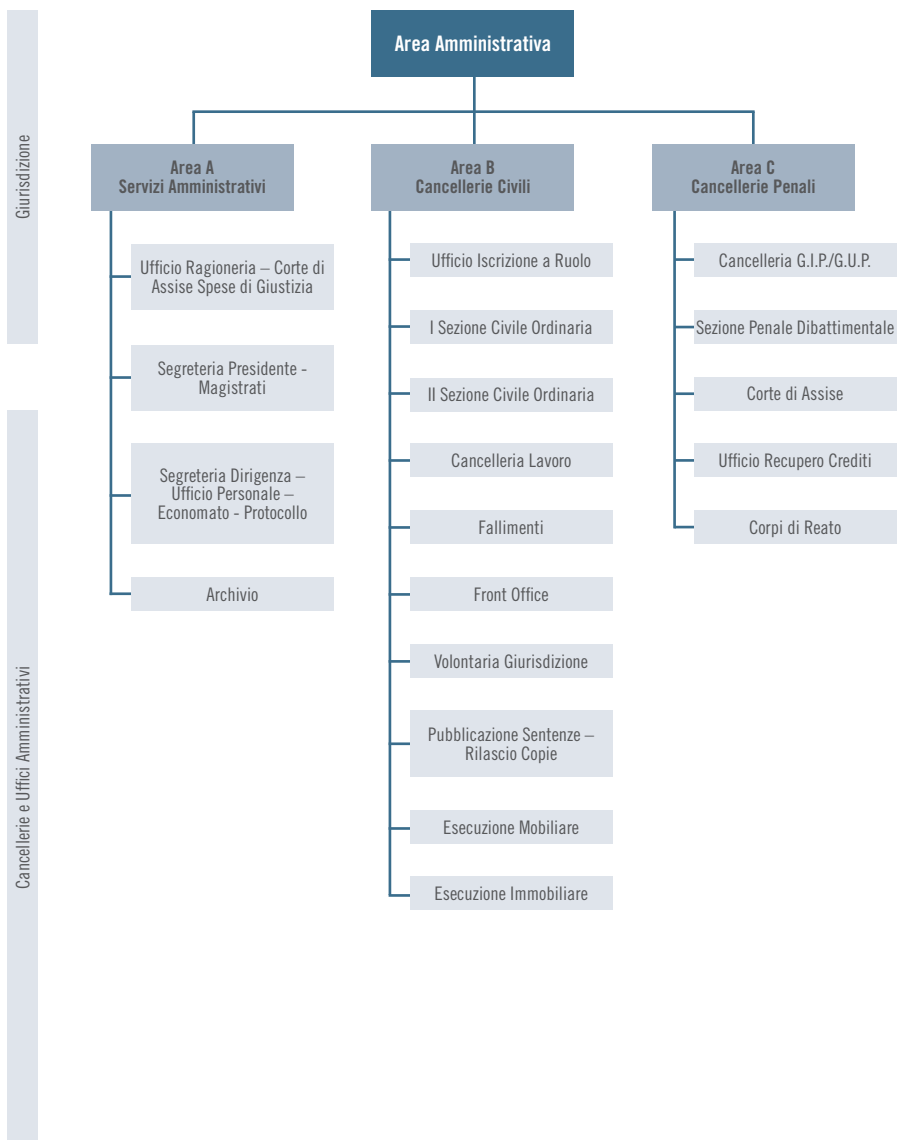 Area Amministrativa
Giurisdizione
Cancellerie e Uffici Amministrativi
Area A
Servizi Amministrativi
Ufficio Ragioneria – Corte di
Assise Spese di Giustizia
Segreteria Presidente -
Magistrati
Segreteria Dirigenza –
Ufficio Personale –
Economato - Protocollo
Archivio
Area B
Cancellerie Civili
Ufficio Iscrizione a Ruolo
I Sezione Civile Ordinaria
II Sezione Civile Ordinaria
Cancelleria Lavoro
Fallimenti
Front Office
Volontaria Giurisdizione
Pubblicazione Sentenze –
Rilascio Copie
Esecuzione Mobiliare
Esecuzione Immobiliare
Area C
Cancellerie Penali
Cancelleria G.I.P./G.U.P.
Sezione Penale Dibattimentale
Corte di Assise
Ufficio Recupero Crediti
Corpi di Reato